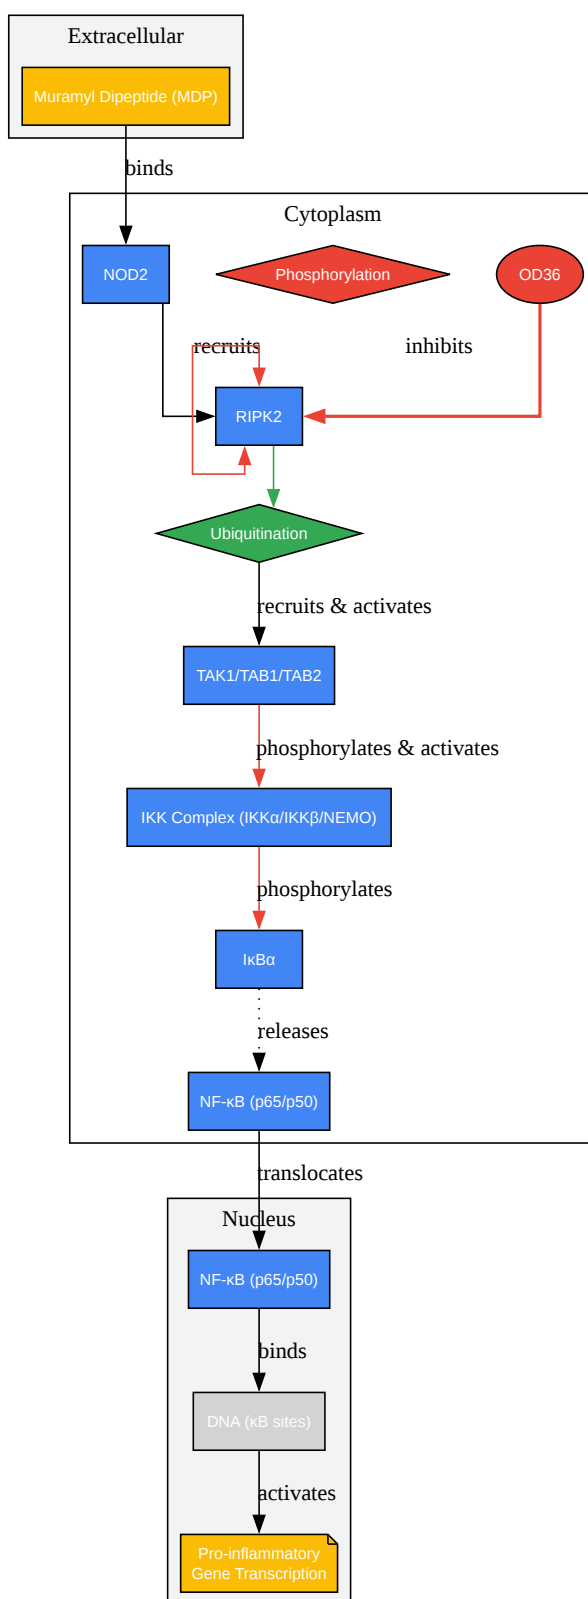 Extracellular
Muramyl Dipeptide (MDP)
binds
Cytoplasm
NOD2
Phosphorylation
OD36
recruits
inhibits
RIPK2
Ubiquitination
recruits & activates
TAK1/TAB1/TAB2
phosphorylates & activates
IKK Complex (IKKα/IKKβ/NEMO)
phosphorylates
IκBα
releases
NF-κB (p65/p50)
translocates
Nucleus
NF-κB (p65/p50)
binds
DNA (κB sites)
activates
Pro-inflammatory
Gene Transcription